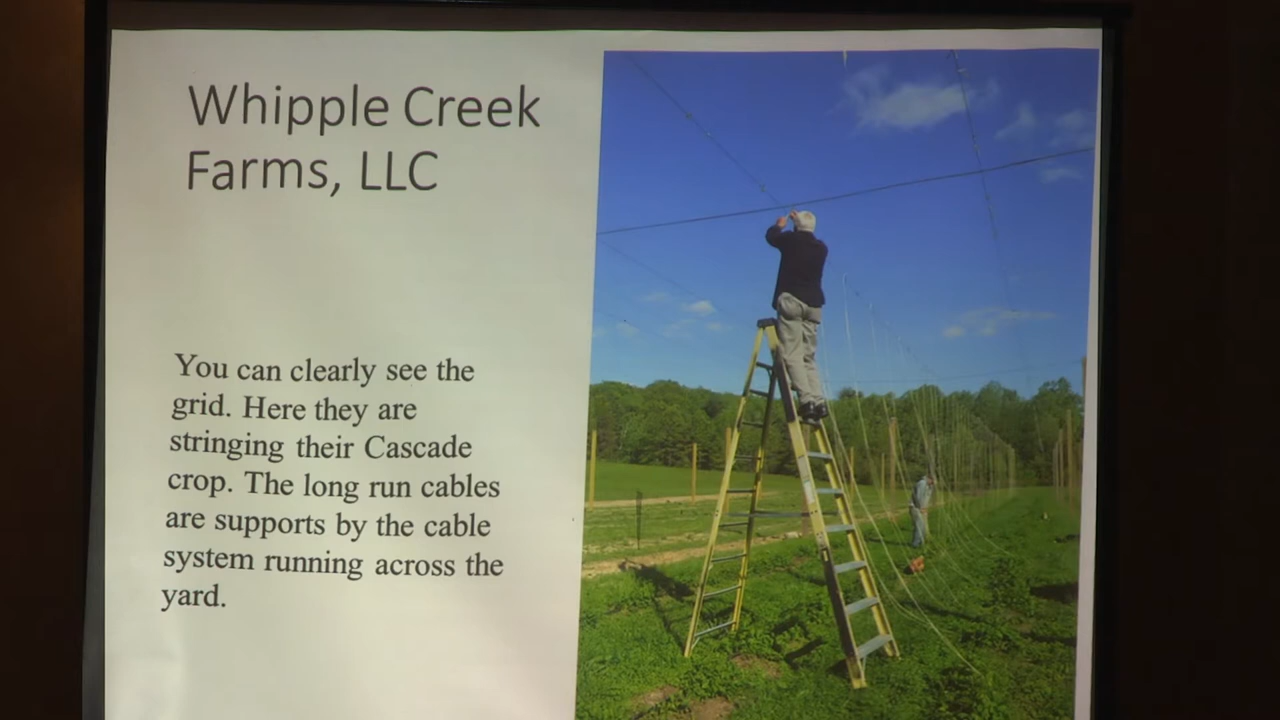 Whipple Creek
Farms, LLC
You can clearly see the
grid. Here they are
stringing their Cascade
crop. The long run cables
are supports by the cable
system running across the
yard.